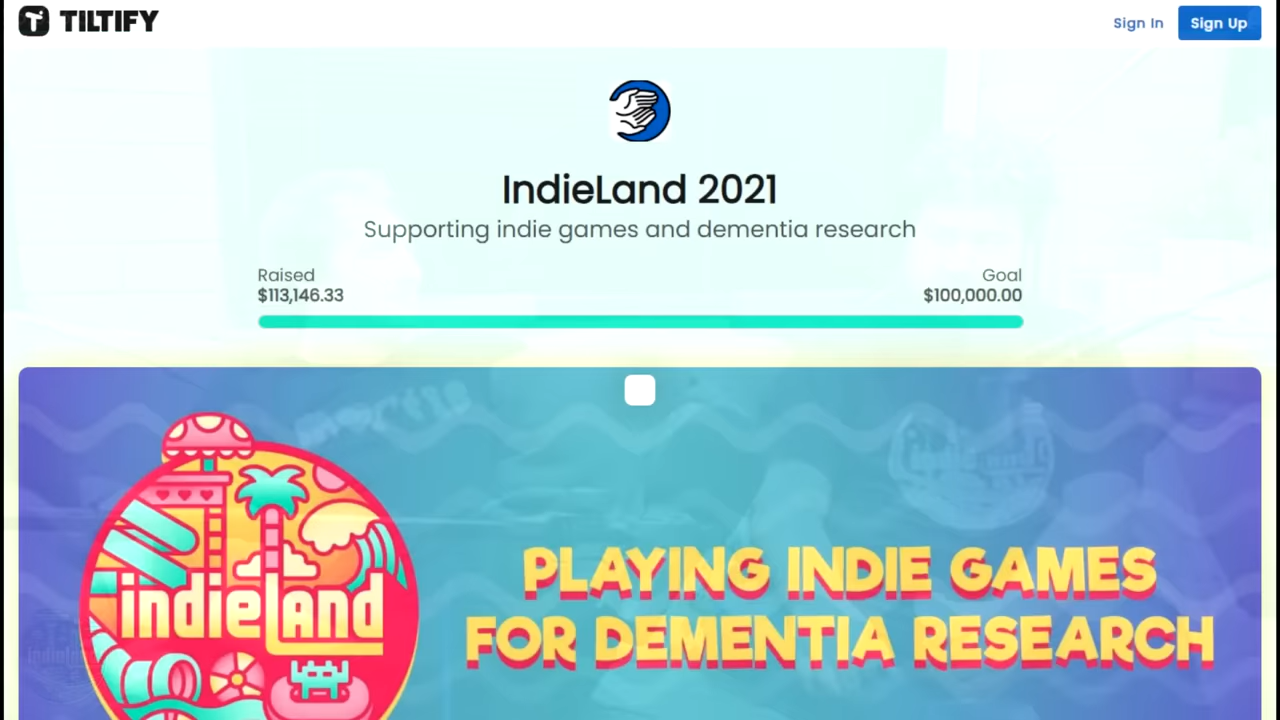 TILTIFY
Sign In
Sign Up
IndieLand 2021
Supporting indie games and dementia research
Raised
Goal
$113,146.33
$100,000.00
indieland
PLAYING INDIE GAMES
FOR DEMENTIA RESEARCH